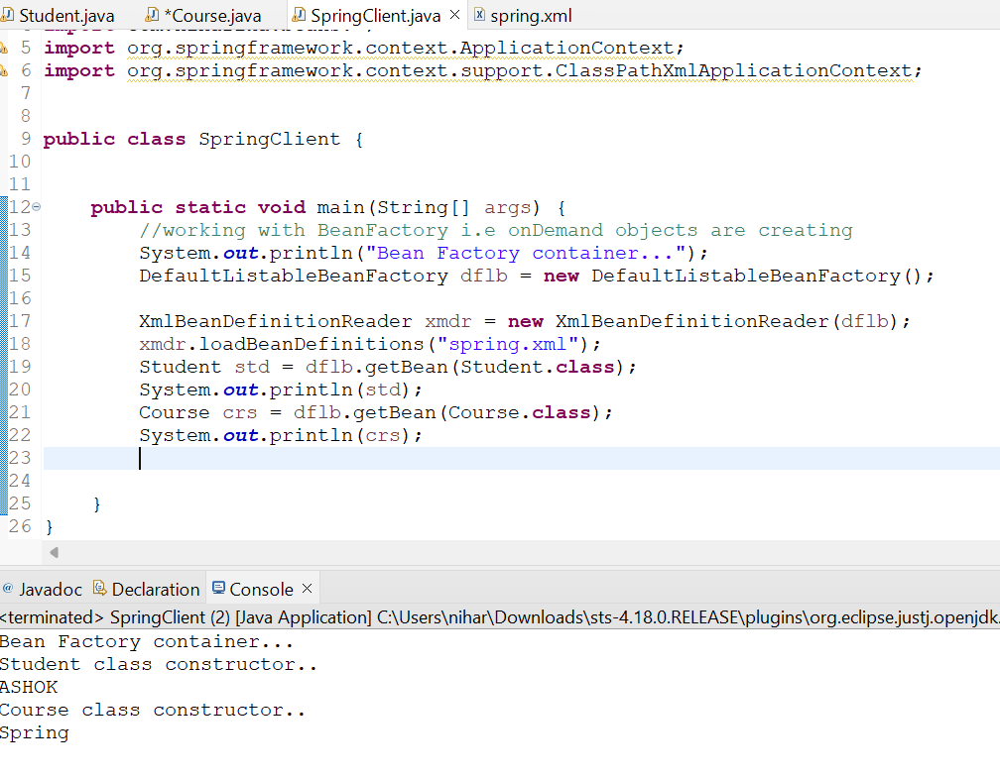 Student.java *Course.java SpringClient.java spring.xml
5 import org.springframework.context.ApplicationContext;
6 import org.springframework.context.support.ClassPathXmlApplicationContext;
7
8
9 public class SpringClient {
10
11
12 public static void main(String[] args) {
13 //working with BeanFactory i.e onDemand objects are creating
14 System.out.println("Bean Factory container...");
15 DefaultListableBeanFactory dflb = new DefaultListableBeanFactory();
16
17 XmlBeanDefinitionReader xmdr = new XmlBeanDefinitionReader(dflb);
18 xmdr.loadBeanDefinitions("spring.xml");
19 Student std = dflb.getBean(Student.class);
20 System.out.println(std);
21 Course crs = dflb.getBean(Course.class);
22 System.out.println(crs);
23
24
25 }
26 }
@ Javadoc Declaration Console
<terminated> SpringClient (2) [Java Application] C:\Users\nihar\Downloads\sts-4.18.0.RELEASE\plugins\org.eclipse.justj.openjdk.
Bean Factory container...
Student class constructor..
ASHOK
Course class constructor..
Spring